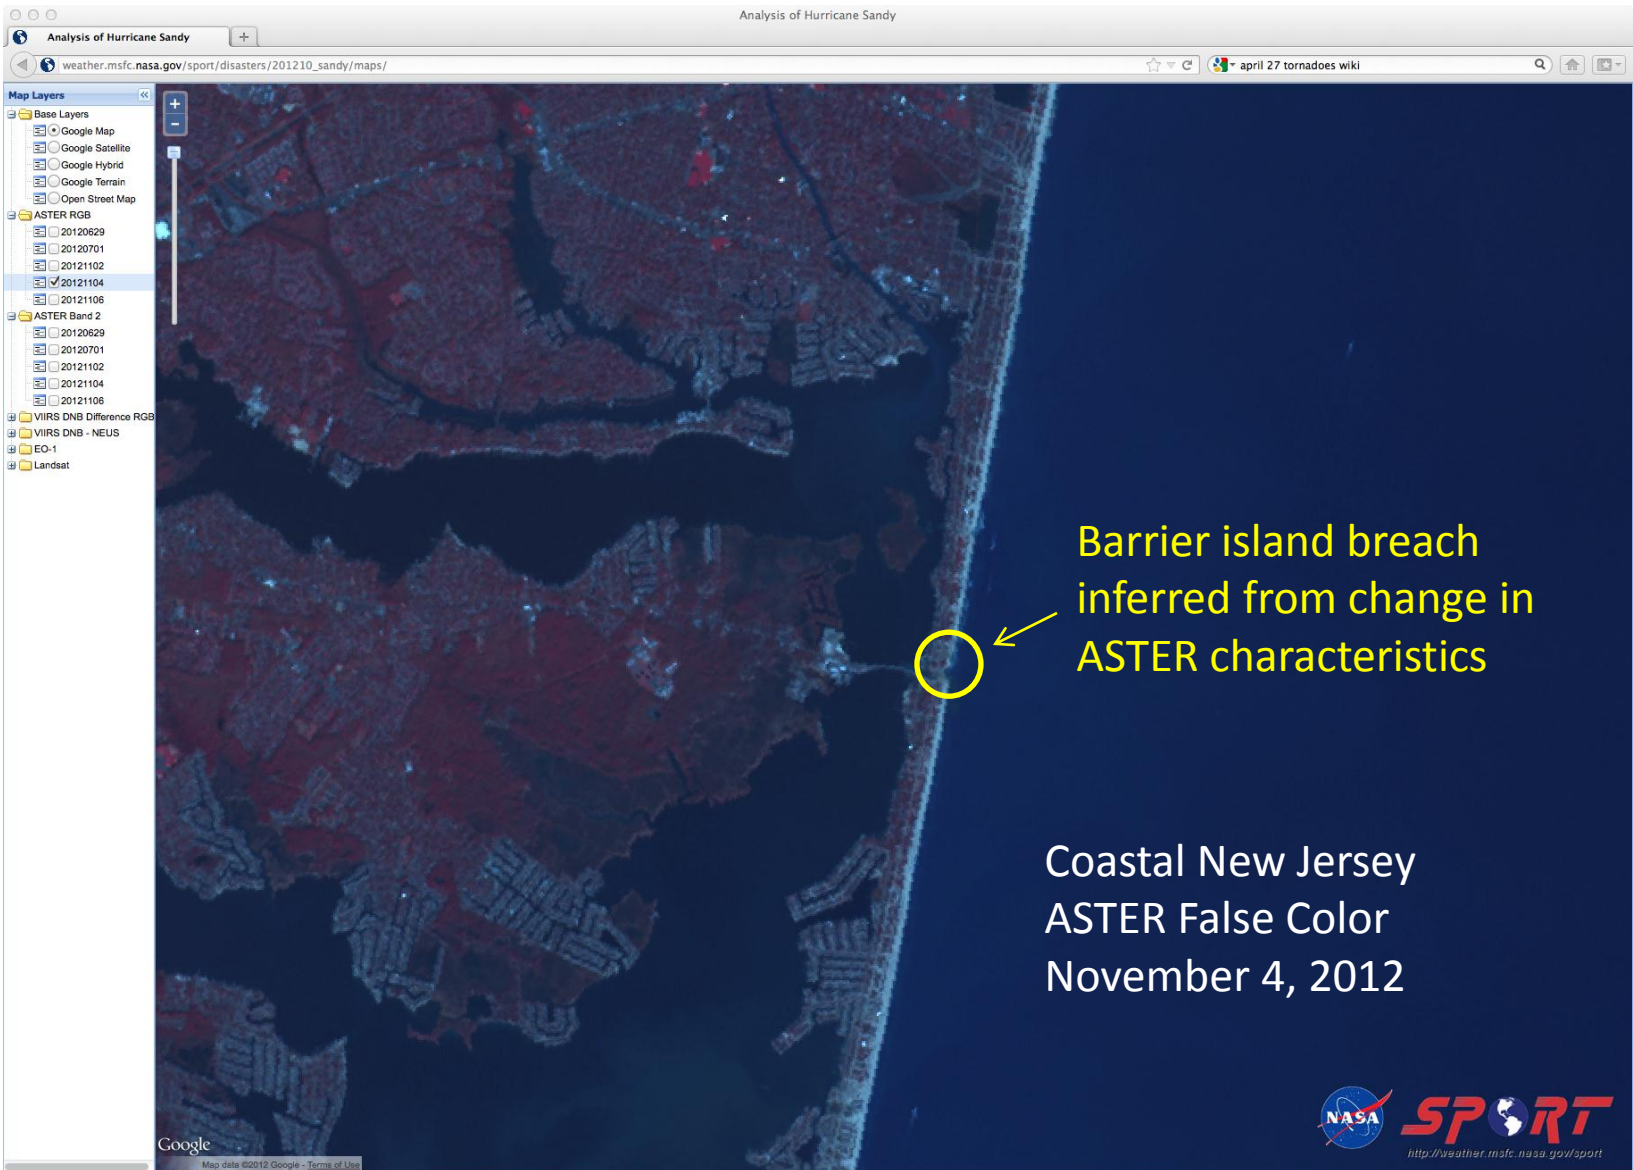 Analysis of Hurricane Sandy
Analysis of Hurricane Sandy
weather.msfc.nasa.gov/sport/disasters/201210_sandy/maps/
april 27 tornadoes wiki
Map Layers
Base Layers
Google Map
Google Satellite
Google Hybrid
Google Terrain
Open Street Map
ASTER RGB
20120629
20120701
20121102
20121104
20121106
ASTER Band 2
20120629
20120701
20121102
20121104
20121106
VIIRS DNB Difference RGB
VIIRS DNB - NEUS
EO-1
Landsat
Barrier island breach
inferred from change in
ASTER characteristics
Coastal New Jersey
ASTER False Color
November 4, 2012
NASA
SPORT
http://weather.msfc.nasa.gov/sport
Google
Map data ©2012 Google - Terms of Use